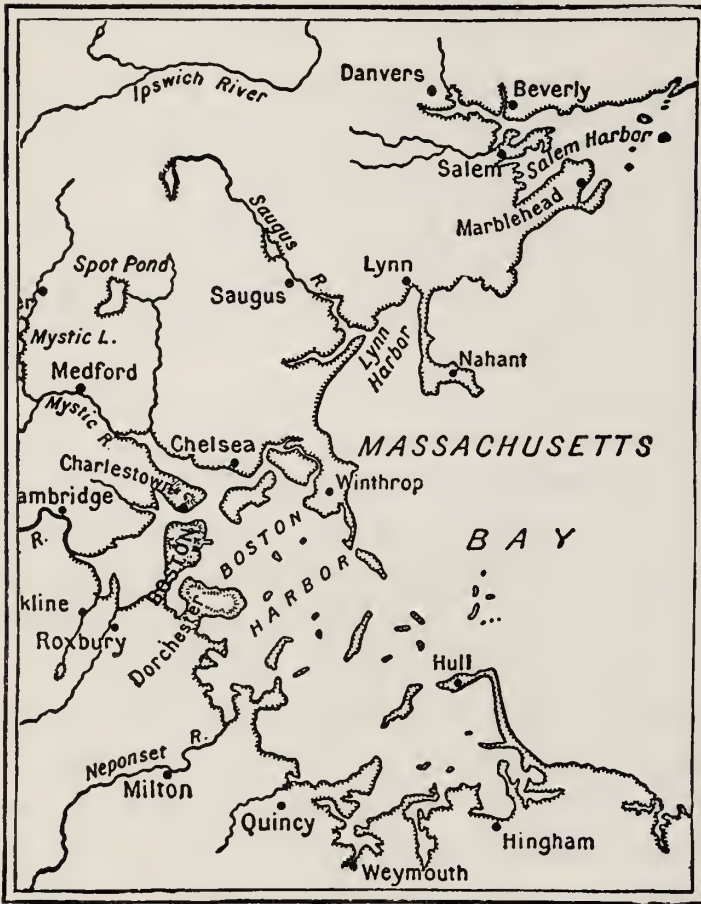 Danvers
Beverly
Ipswich River
Salem
Salem Harbor
Marblehead
Saugus R.
Spot Pond
Lynn
Saugus
er
Mystic L.
Lynn Harbor
Nahant
Medford
Mystic R.
Chelsea
MASSACHUSETTS
Charlestown
Winthrop
ambridge
BOSTON
BAY
R.
BOSTON
HARBOR
kline
Roxbury
Dorchester
Hull
Neponset R.
Milton
Quincy
Hingham
Weymouth